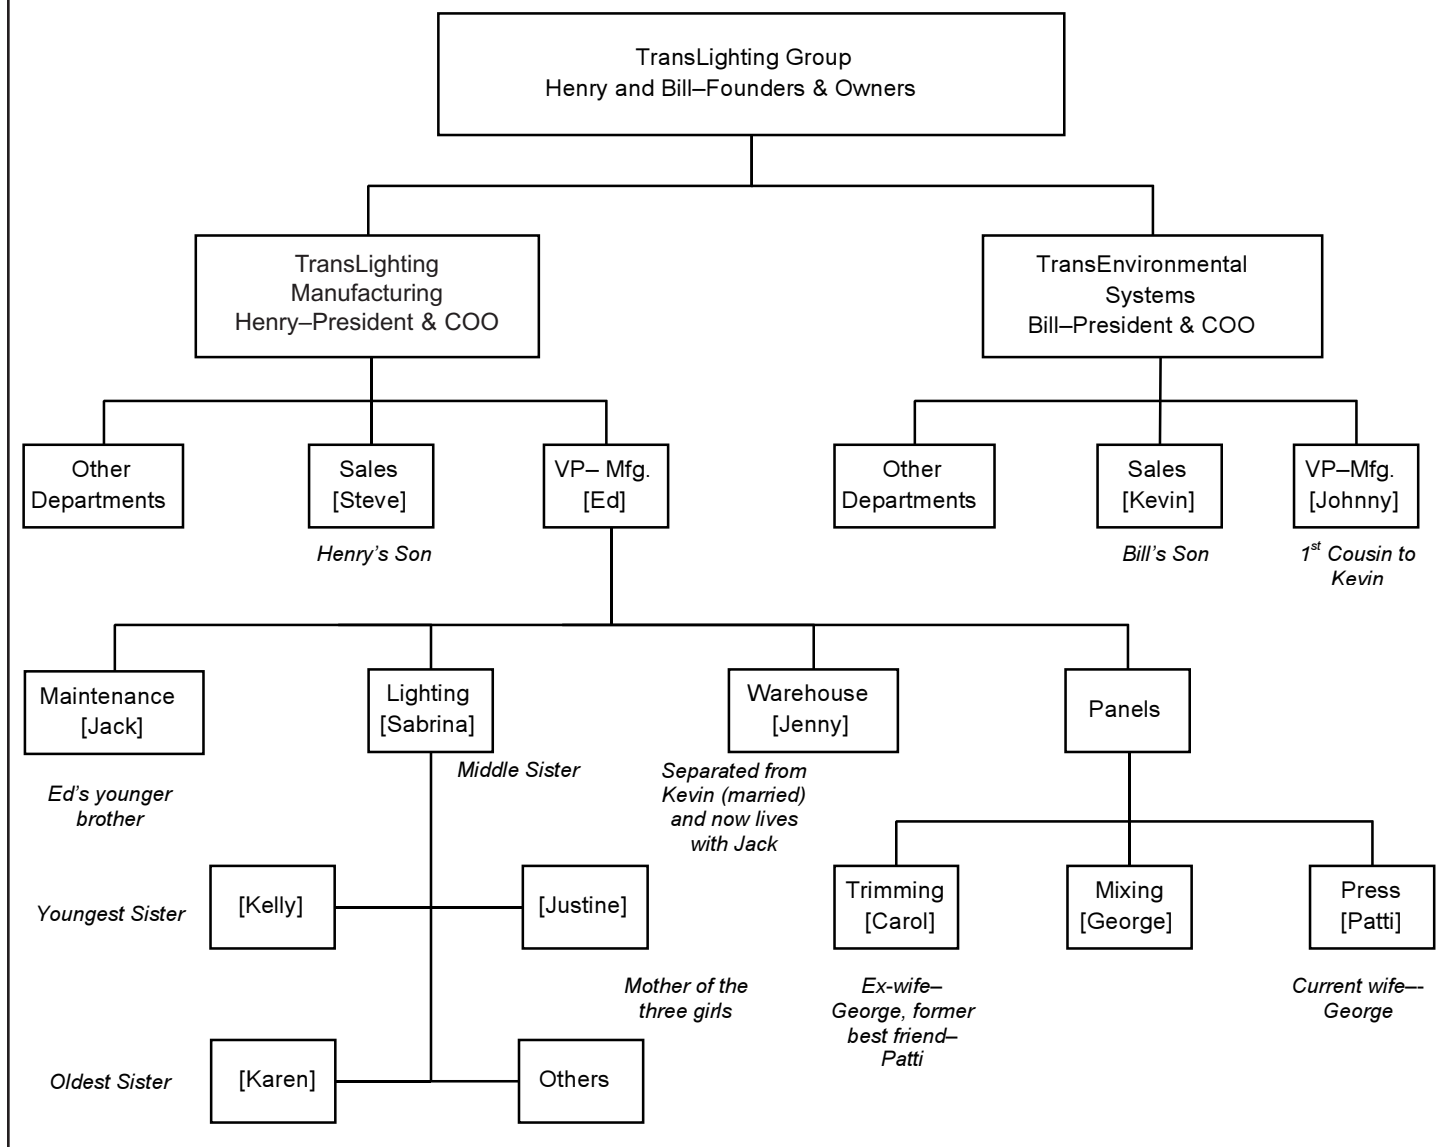 TransLighting Group
Henry and Bill–Founders & Owners
TransLighting
Manufacturing
Henry–President & COO
TransEnvironmental
Systems
Bill–President & COO
Other
Departments
Sales
[Steve]
Henry's Son
VP– Mfg.
[Ed]
Other
Departments
Sales
[Kevin]
Bill's Son
VP–Mfg.
[Johnny]
1st Cousin to
Kevin
Maintenance
[Jack]
Ed's younger
brother
Lighting
[Sabrina]
Middle Sister
Warehouse
[Jenny]
Separated from
Kevin (married)
and now lives
with Jack
Panels
Youngest Sister
[Kelly]
[Justine]
Mother of the
three girls
Oldest Sister
[Karen]
Others
Trimming
[Carol]
Ex-wife–
George, former
best friend–
Patti
Mixing
[George]
Press
[Patti]
Current wife–-
George